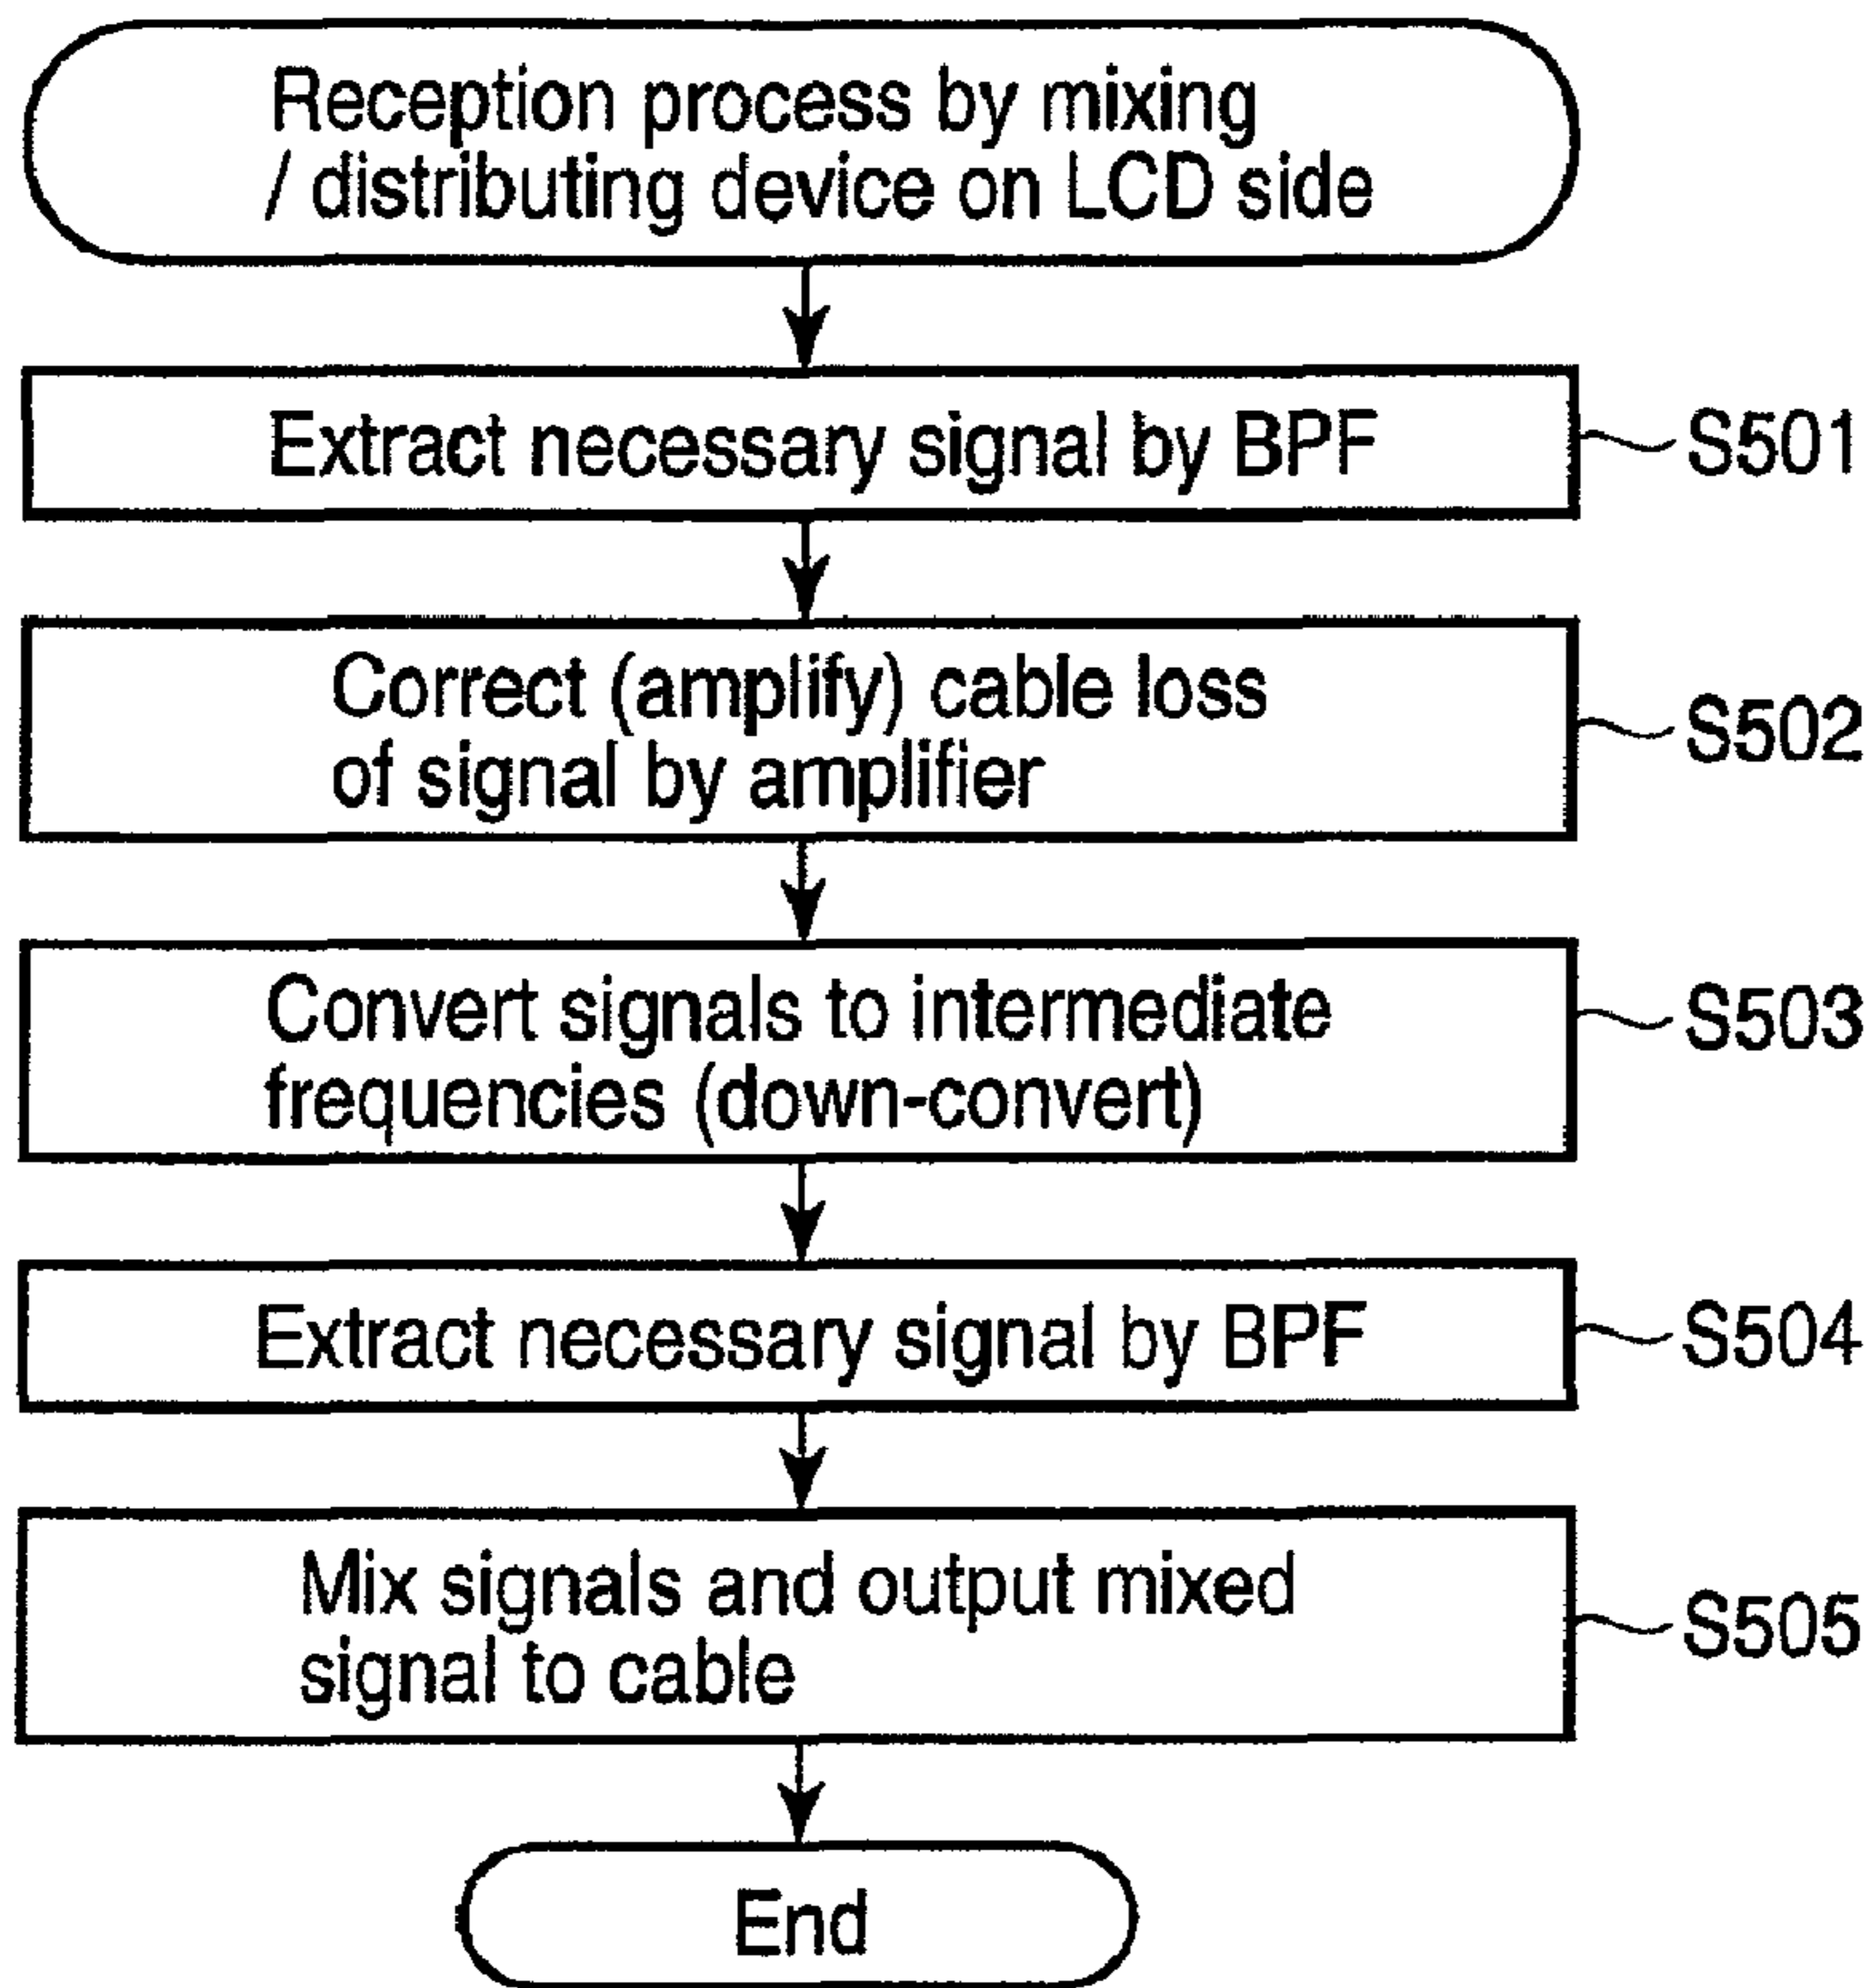 Reception process by mixing
/ distributing device on LCD side
Extract necessary signal by BPF
S501
Correct (amplify) cable loss
of signal by amplifier
S502
Convert signals to intermediate
frequencies (down-convert)
S503
Extract necessary signal by BPF
S504
Mix signals and output mixed
signal to cable
S505
End